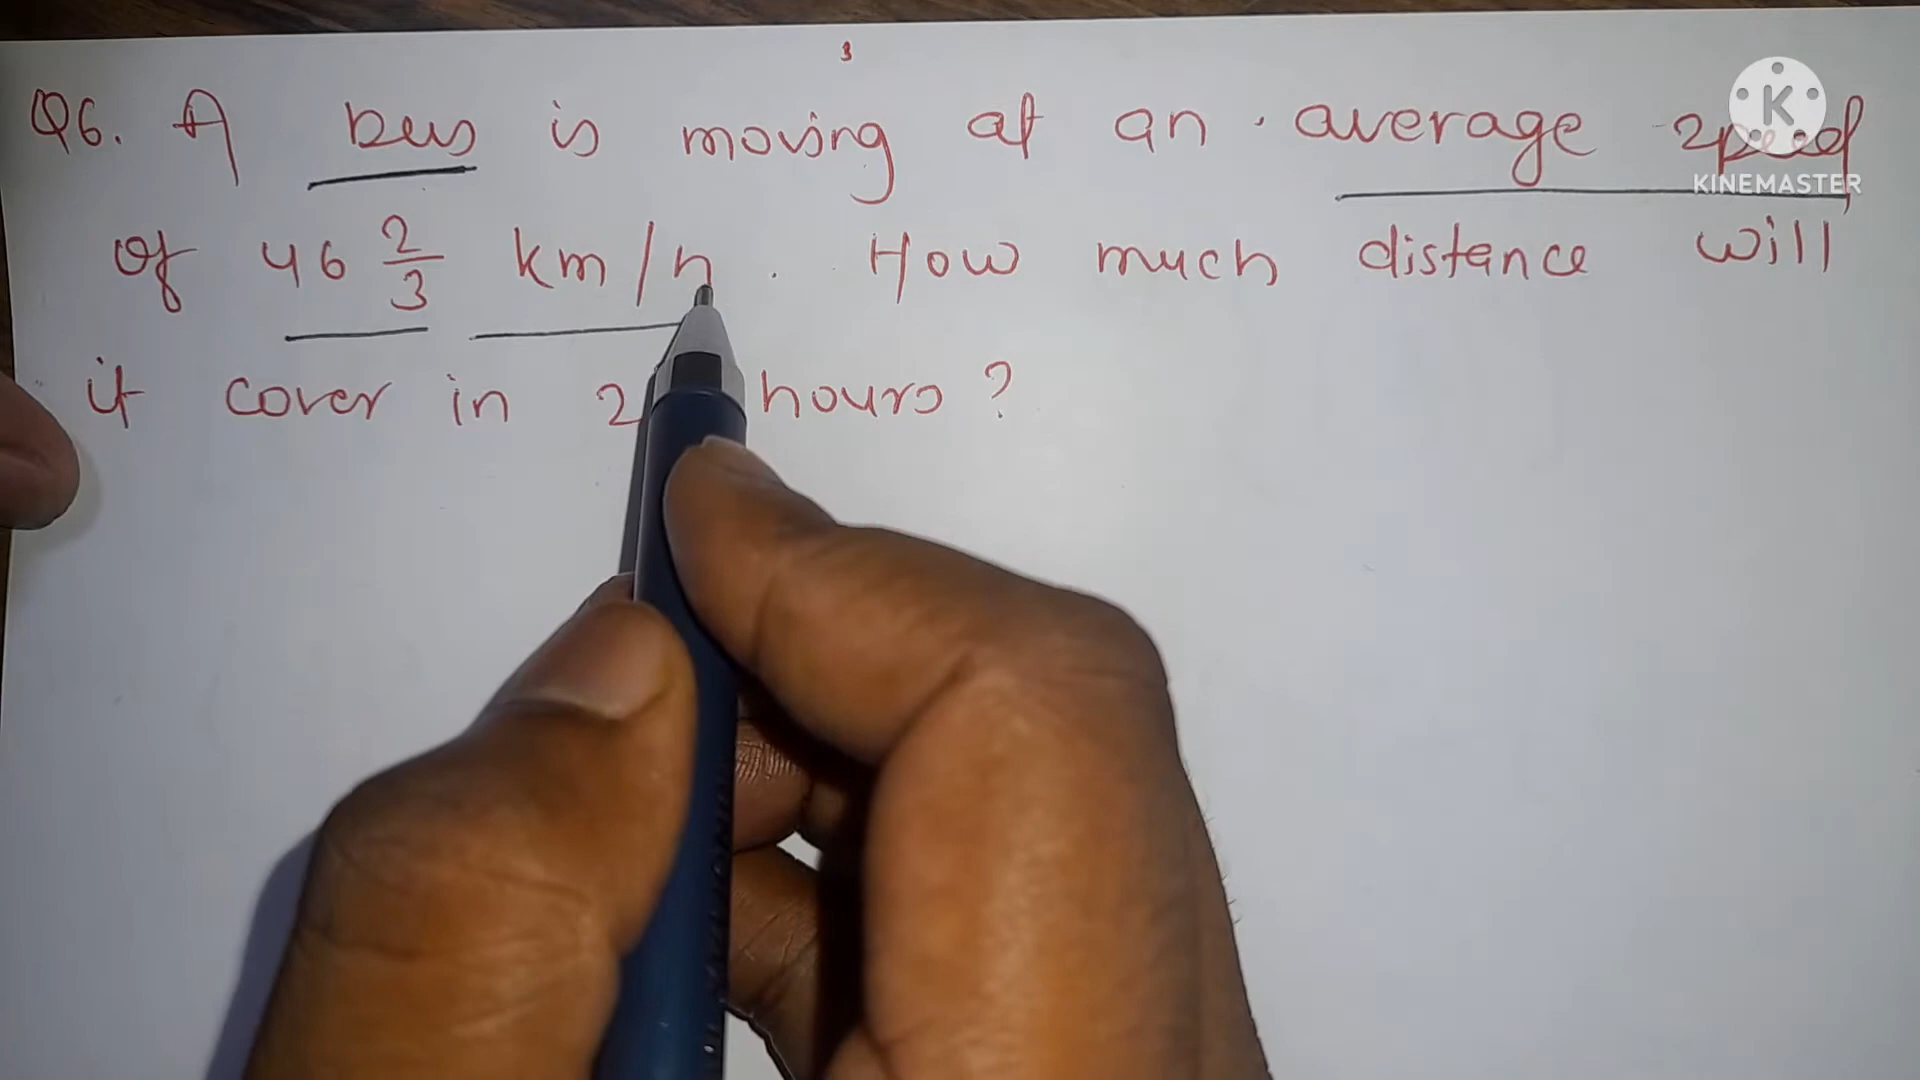 Q6. A bus is moving at an average speed
of 46 2/3 km/h. How much distance will
it cover in 2 hours?
K
KINEMASTER